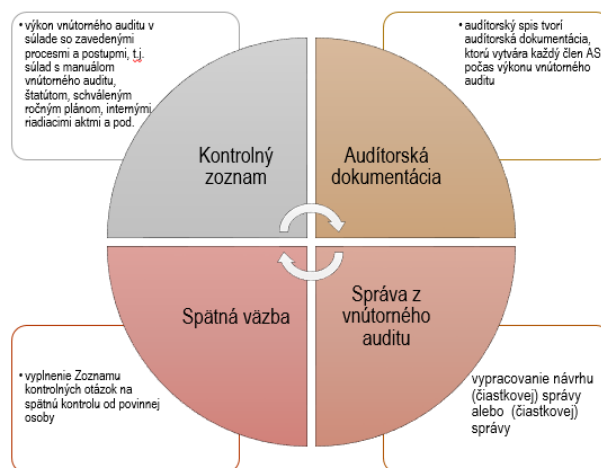 • výkon vnútorného auditu v
súlade so zavedenými
procesmi a postupmi, t.j.
súlad s manuálom
vnútorného auditu,
štatútom, schváleným
ročným plánom, internými
riadiacimi aktmi a pod.
• audítorský spis tvorí
audítorská dokumentácia,
ktorú vytvára každý člen AS
počas výkonu vnútorného
auditu
Kontrolný
zoznam
Audítorská
dokumentácia
Spätná väzba
Správa z
vnútorného
auditu
• vyplnenie Zoznamu
kontrolných otázok na
spätnú kontrolu od povinnej
osoby
vypracovanie návrhu
(čiastkovej) správy
alebo (čiastkovej)
správy